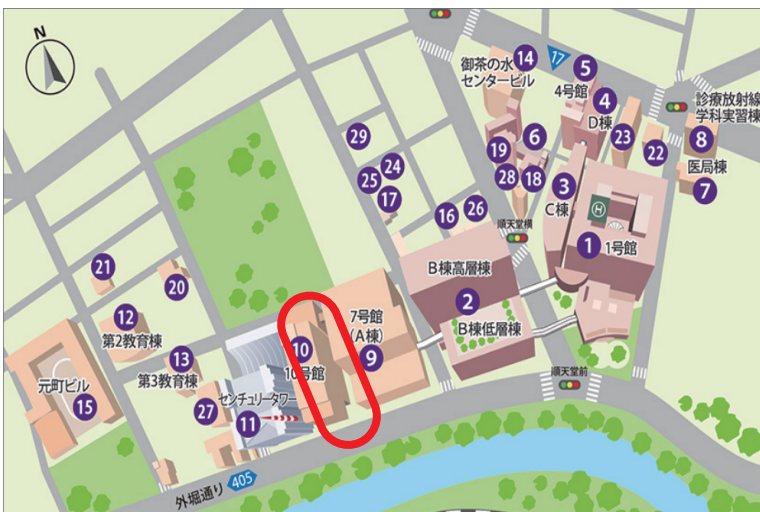 N
14
17
5
御茶の水
センタービル
4号館
4
D棟
診療放射線
学科実習棟
29
6
23
8
19
24
22
25
28
18
3
医局棟
17
7
C棟
16
26
順天堂横
1
1号館
B棟高層棟
21
20
2
7号館
(A棟)
B棟低層棟
12
第2教育棟
10
9
13
10号館
順天堂前
元町ビル
第3教育棟
15
27
センチュリータワー
11
外堀通り
405